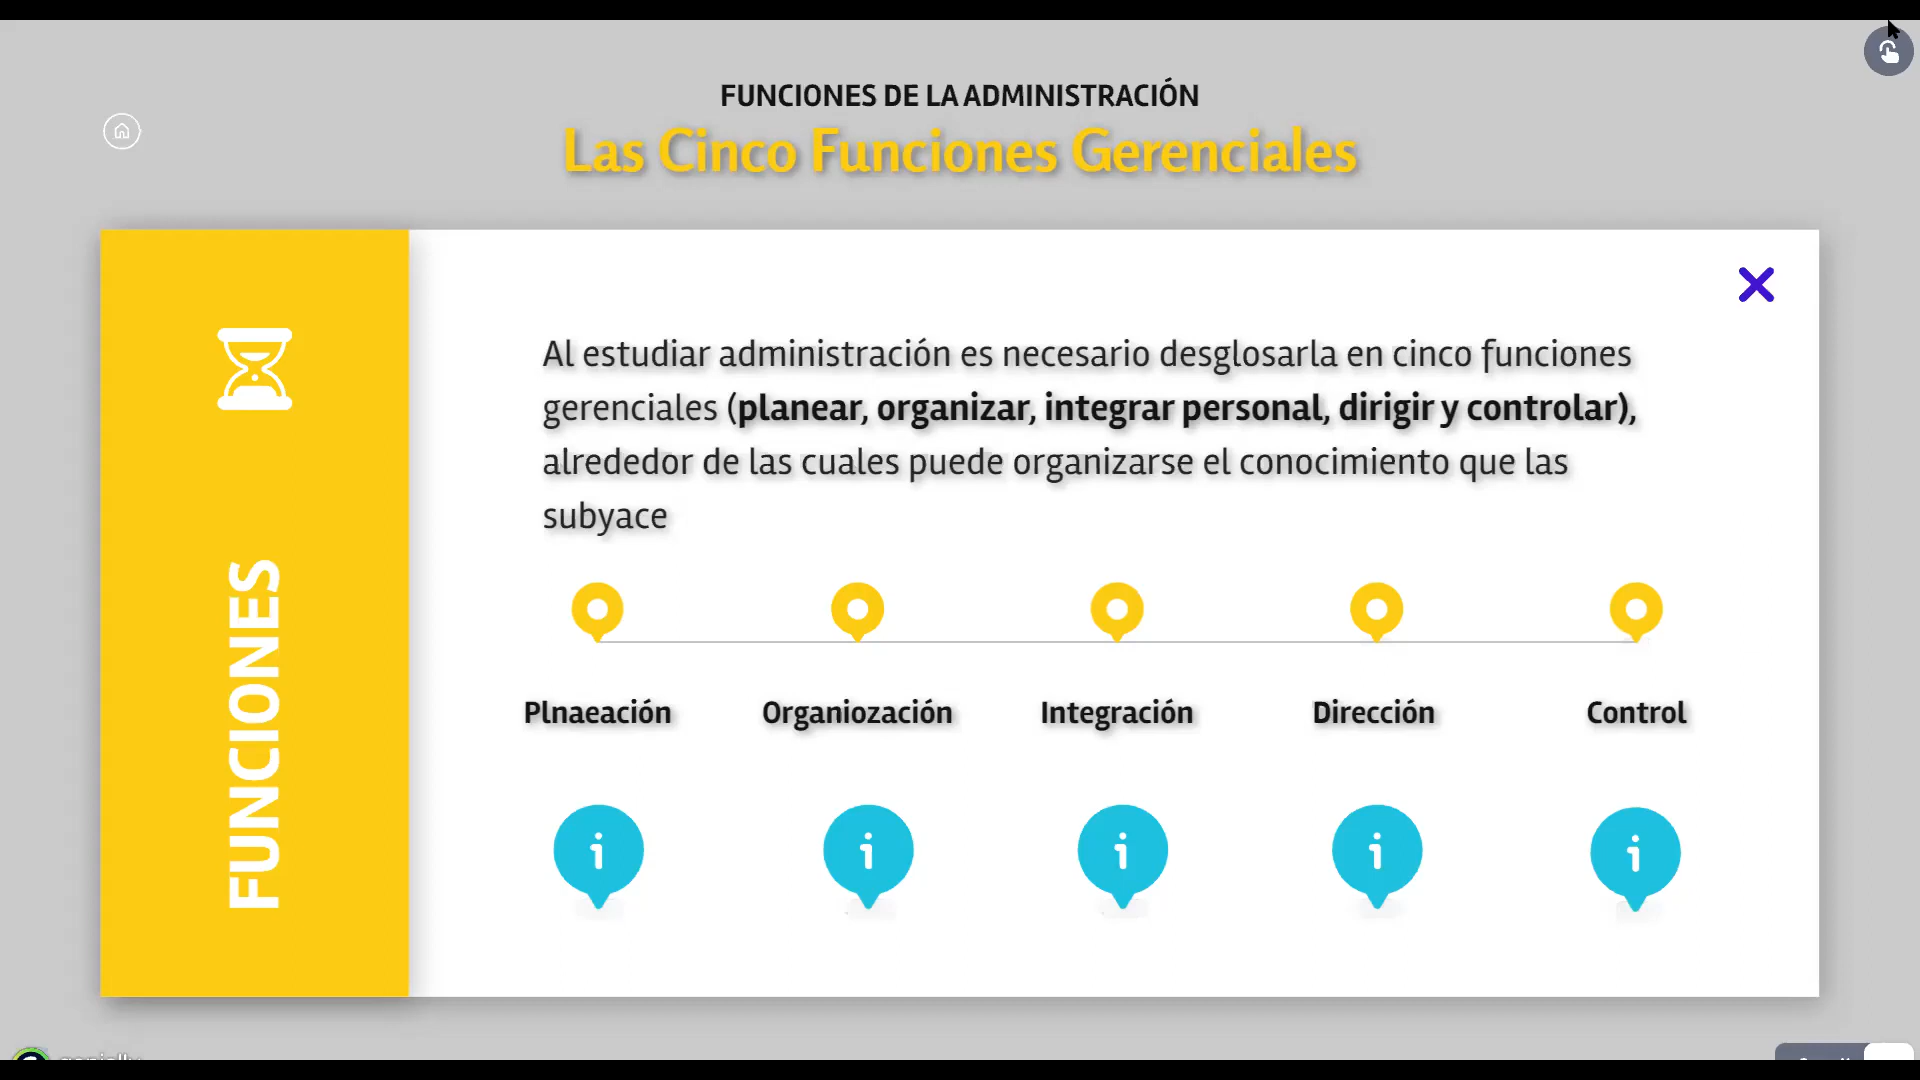 FUNCIONES DE LA ADMINISTRACIÓN
Las Cinco Funciones Gerenciales
FUNCIONES
Al estudiar administración es necesario desglosarla en cinco funciones
gerenciales (planear, organizar, integrar personal, dirigir y controlar),
alrededor de las cuales puede organizarse el conocimiento que las
subyace
Plnaeación
Organiozación
Integración
Dirección
Control